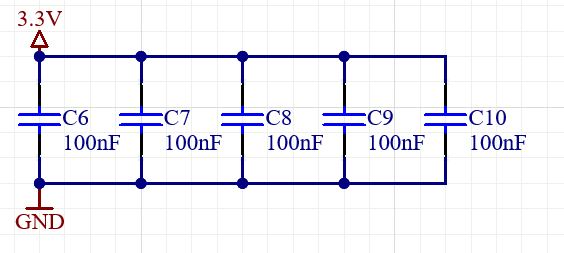 3.3V
C6 C7 C8 C9 C10
100nF 100nF 100nF 100nF 100nF
GND